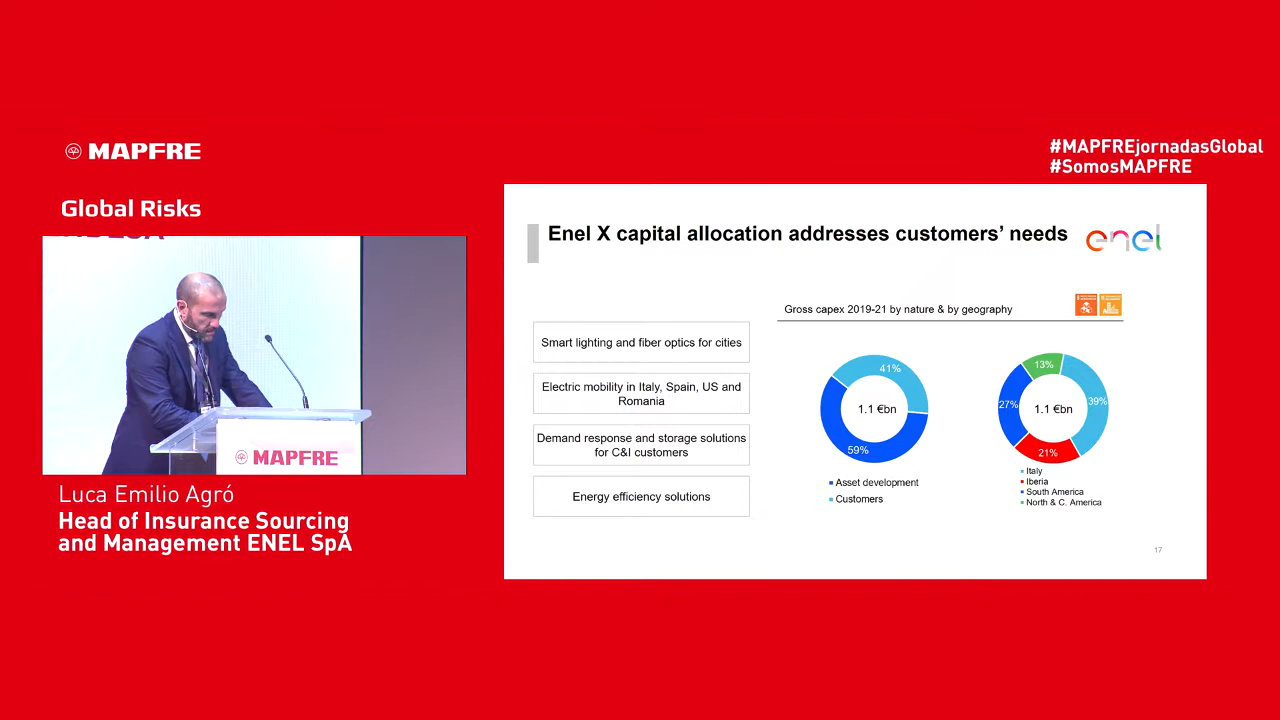 MAPFRE
#MAPFREjornadasGlobal
#SomosMAPFRE
Global Risks
MAPFRE
Luca Emilio Agró
Head of Insurance Sourcing
and Management ENEL SpA
Enel X capital allocation addresses customers’ needs
enel
Smart lighting and fiber optics for cities
Electric mobility in Italy, Spain, US and
Romania
Demand response and storage solutions
for C&I customers
Energy efficiency solutions
Gross capex 2019-21 by nature & by geography
41%
1.1 €bn
59%
Asset development
Customers
13%
27%
1.1 €bn
39%
21%
Italy
Iberia
South America
North & C. America
17